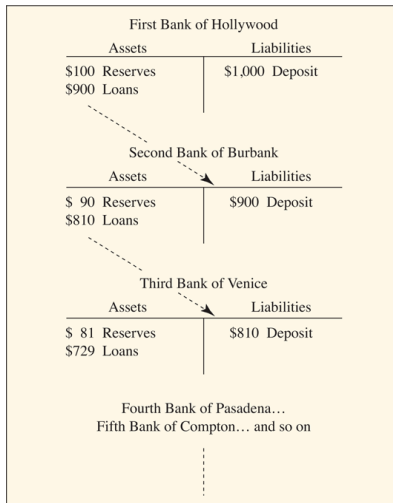 First Bank of Hollywood
Assets Liabilities
$100 Reserves $1,000 Deposit
$900 Loans
Second Bank of Burbank
Assets Liabilities
$ 90 Reserves $900 Deposit
$810 Loans
Third Bank of Venice
Assets Liabilities
$ 81 Reserves $810 Deposit
$729 Loans
Fourth Bank of Pasadena…
Fifth Bank of Compton… and so on